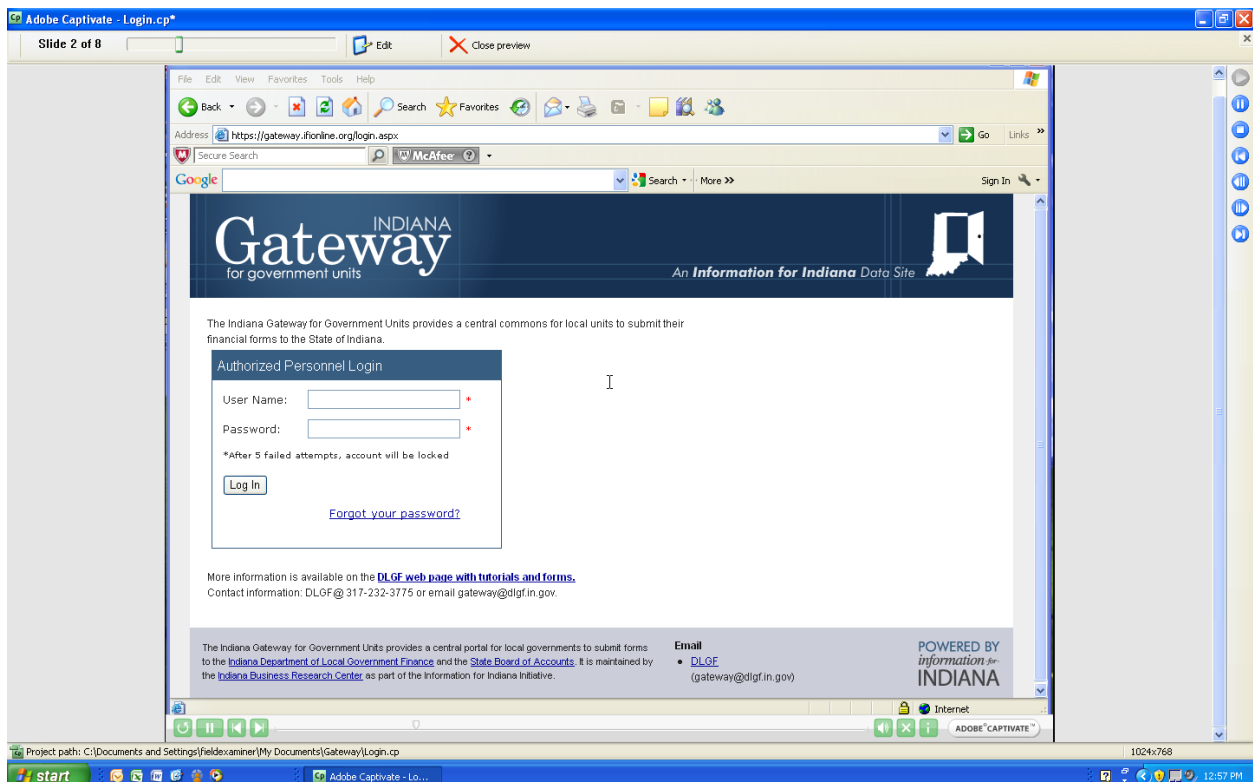 Adobe Captivate - Login.cp*
Slide 2 of 8
Edit
Close preview
File Edit View Favorites Tools Help
Back Search Favorites
Address https://gateway.ifionline.org/login.aspx Go Links »
Secure Search McAfee
Google Search More >> Sign In
INDIANA
Gateway
for government units
An Information for Indiana Data Site
The Indiana Gateway for Government Units provides a central commons for local units to submit their
financial forms to the State of Indiana.
Authorized Personnel Login
User Name: *
Password: *
*After 5 failed attempts, account will be locked
Log In
Forgot your password?
More information is available on the DLGF web page with tutorials and forms.
Contact information: DLGF@ 317-232-3775 or email gateway@dlgf.in.gov.
The Indiana Gateway for Government Units provides a central portal for local governments to submit forms
to the Indiana Department of Local Government Finance and the State Board of Accounts. It is maintained by
the Indiana Business Research Center as part of the Information for Indiana Initiative.
Email
• DLGF
(gateway@dlgf.in.gov)
POWERED BY
information for
INDIANA
Internet
ADOBE® CAPTIVATE™
Project path: C:\Documents and Settings\fieldexaminer\My Documents\Gateway\Login.cp
1024x768
start
Adobe Captivate - Lo...
12:57 PM